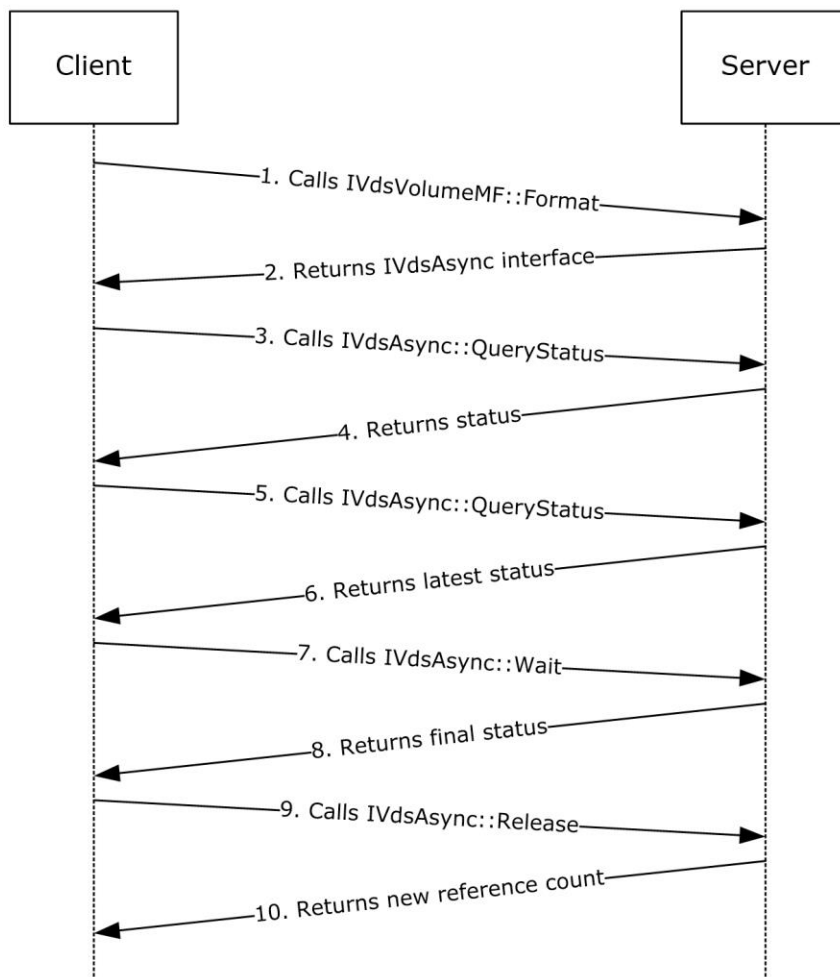 Client
Server
1. Calls IVdsVolumeMF::Format
2. Returns IVdsAsync interface
3. Calls IVdsAsync::QueryStatus
4. Returns status
5. Calls IVdsAsync::QueryStatus
6. Returns latest status
7. Calls IVdsAsync::Wait
8. Returns final status
9. Calls IVdsAsync::Release
10. Returns new reference count